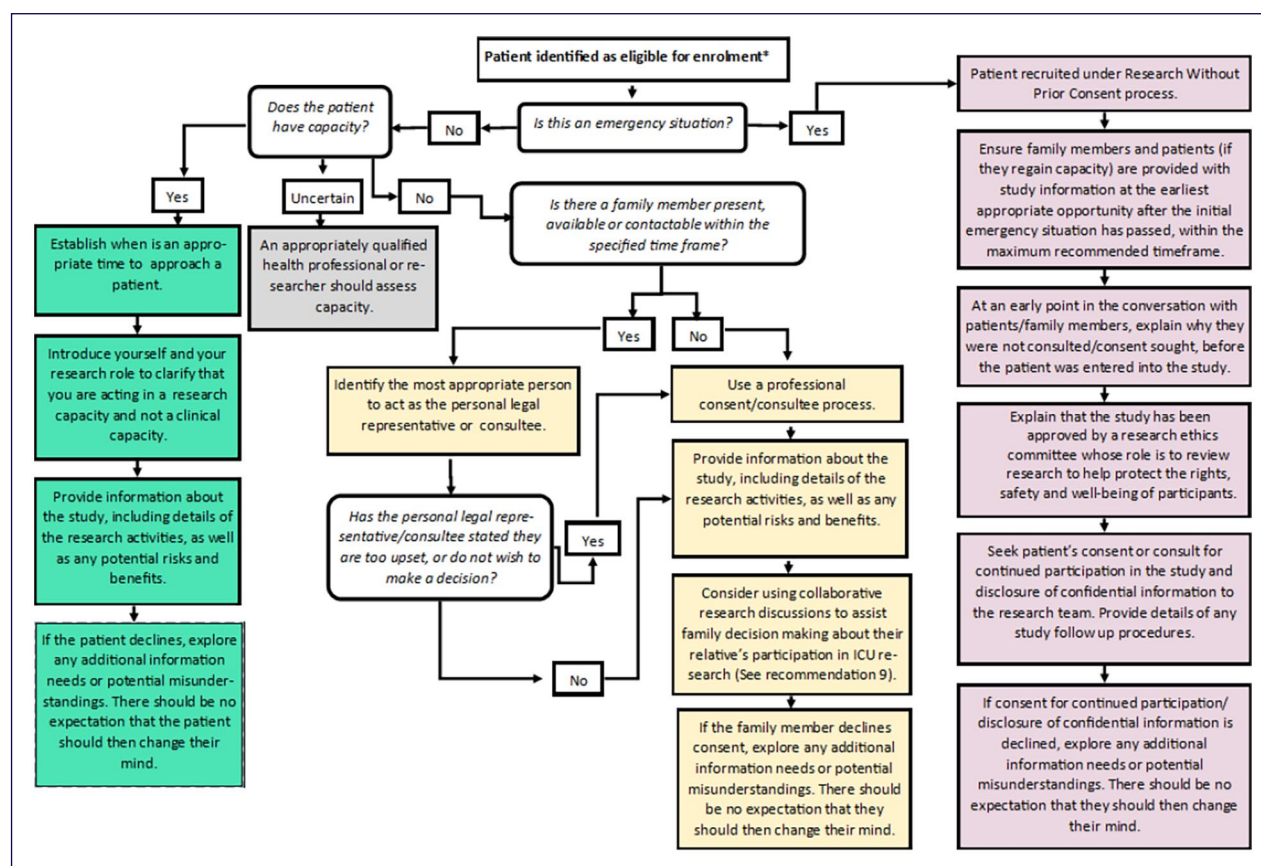 Patient identified as eligible for enrolment*
Is this an emergency situation?
No
Yes
Does the patient
have capacity?
Yes
Uncertain
No
Establish when is an appro-
priate time to approach a
patient.
Introduce yourself and your
research role to clarify that
you are acting in a research
capacity and not a clinical
capacity.
Provide information about
the study, including details of
the research activities, as well
as any potential risks and
benefits.
If the patient declines, explore
any additional information
needs or potential misunder-
standings. There should be no
expectation that the patient
should then change their
mind.
An appropriately qualified
health professional or re-
searcher should assess
capacity.
Is there a family member present,
available or contactable within the
specified time frame?
Yes
No
Identify the most appropriate person
to act as the personal legal
representative or consultee.
Has the personal legal repre-
sentative/consultee stated they
are too upset, or do not wish to
make a decision?
Yes
No
Use a professional
consent/consultee process.
Provide information about the
study, including details of the
research activities, as well as any
potential risks and benefits.
Consider using collaborative
research discussions to assist
family decision making about their
relative's participation in ICU re-
search (See recommendation 9).
If the family member declines
consent, explore any additional
information needs or potential
misunderstandings. There should
be no expectation that they
should then change their mind.
Patient recruited under Research Without
Prior Consent process.
Ensure family members and patients (if
they regain capacity) are provided with
study information at the earliest
appropriate opportunity after the initial
emergency situation has passed, within the
maximum recommended timeframe.
At an early point in the conversation with
patients/family members, explain why they
were not consulted/consent sought, before
the patient was entered into the study.
Explain that the study has been
approved by a research ethics
committee whose role is to review
research to help protect the rights,
safety and well-being of participants.
Seek patient's consent or consult for
continued participation in the study and
disclosure of confidential information to
the research team. Provide details of any
study follow up procedures.
If consent for continued participation/
disclosure of confidential information is
declined, explore any additional
information needs or potential
misunderstandings. There should be no
expectation that they should then change
their mind.